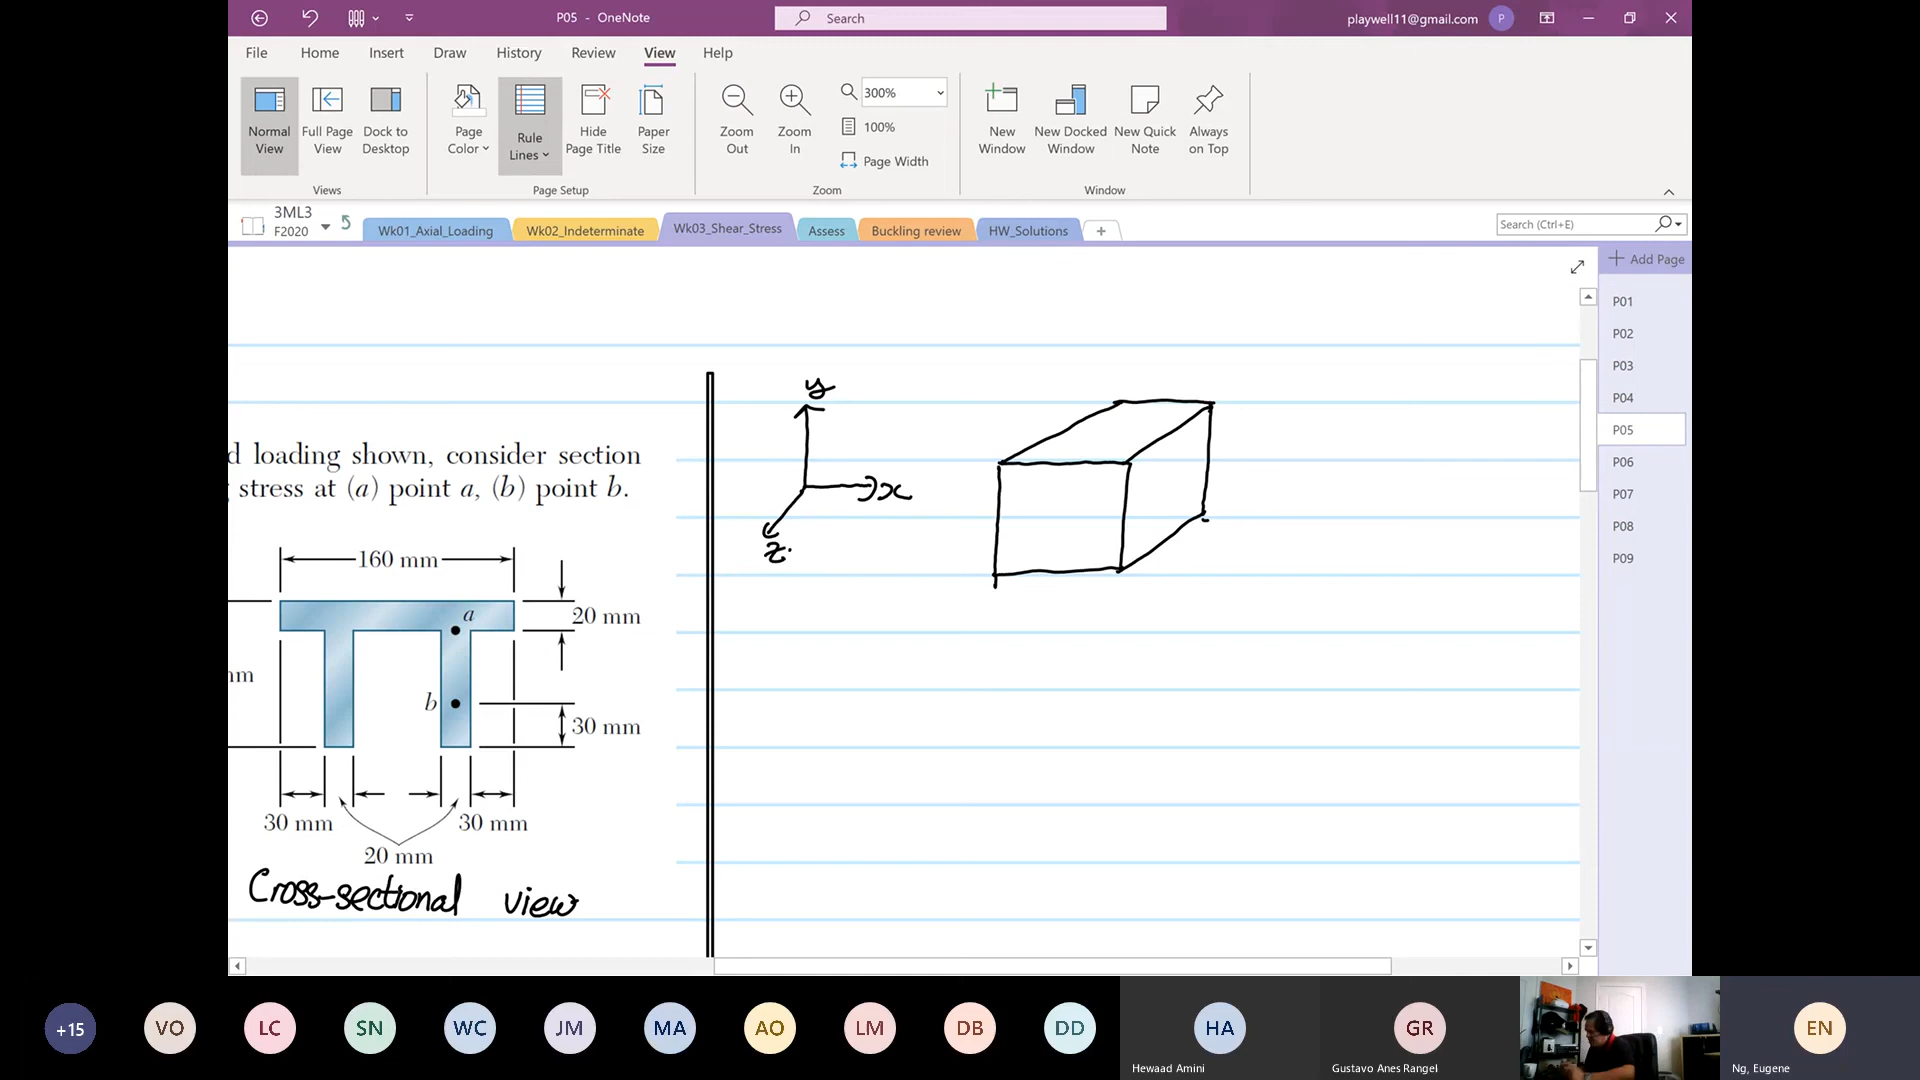 P05 - OneNote
Search
playwell11@gmail.com
P
File Home Insert Draw History Review View Help
Normal View
Full Page View
Dock to Desktop
Views
Page Color
Rule Lines
Hide Page Title
Paper Size
Page Setup
Zoom Out
Zoom In
300%
100%
Page Width
Zoom
New Window
New Docked Window
New Quick Note
Always on Top
Window
3ML3
F2020
Wk01_Axial_Loading
Wk02_Indeterminate
Wk03_Shear_Stress
Assess
Buckling review
HW_Solutions
+
Search (Ctrl+E)
Add Page
P01
P02
P03
P04
P05
P06
P07
P08
P09
d loading shown, consider section
stress at (a) point a, (b) point b.
160 mm
a
20 mm
b
30 mm
30 mm
30 mm
20 mm
Cross-sectional view
y
x
z
+15
VO
LC
SN
WC
JM
MA
AO
LM
DB
DD
HA
Hewaad Amini
GR
Gustavo Anes Rangel
EN
Ng, Eugene